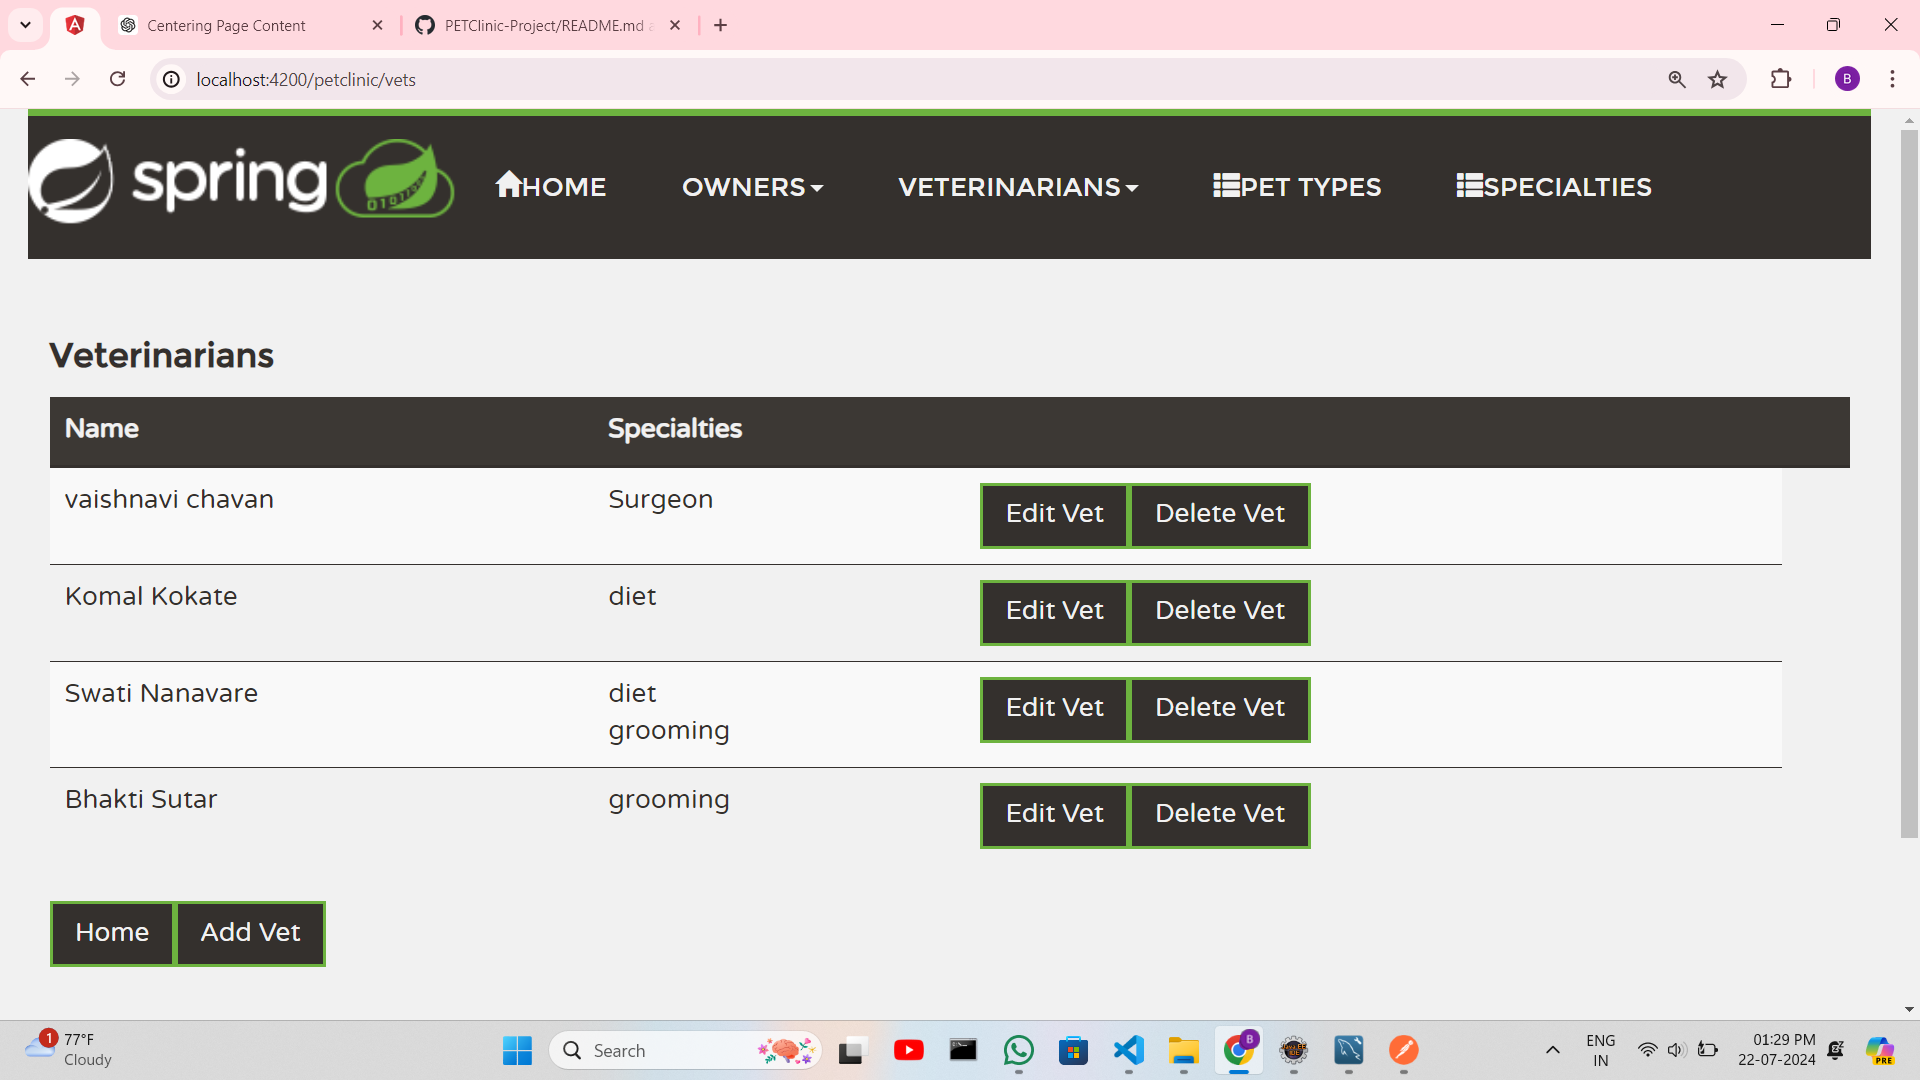 Centering Page Content
PETClinic-Project/README.md a
localhost:4200/petclinic/vets
B
spring
HOME
OWNERS
VETERINARIANS
PET TYPES
SPECIALTIES
Veterinarians
Name Specialties
vaishnavi chavan Surgeon Edit Vet Delete Vet
Komal Kokate diet Edit Vet Delete Vet
Swati Nanavare diet Edit Vet Delete Vet
grooming
Bhakti Sutar grooming Edit Vet Delete Vet
Home Add Vet
1
77°F
Cloudy
Search
B
ENG
IN
01:29 PM
22-07-2024
PRE